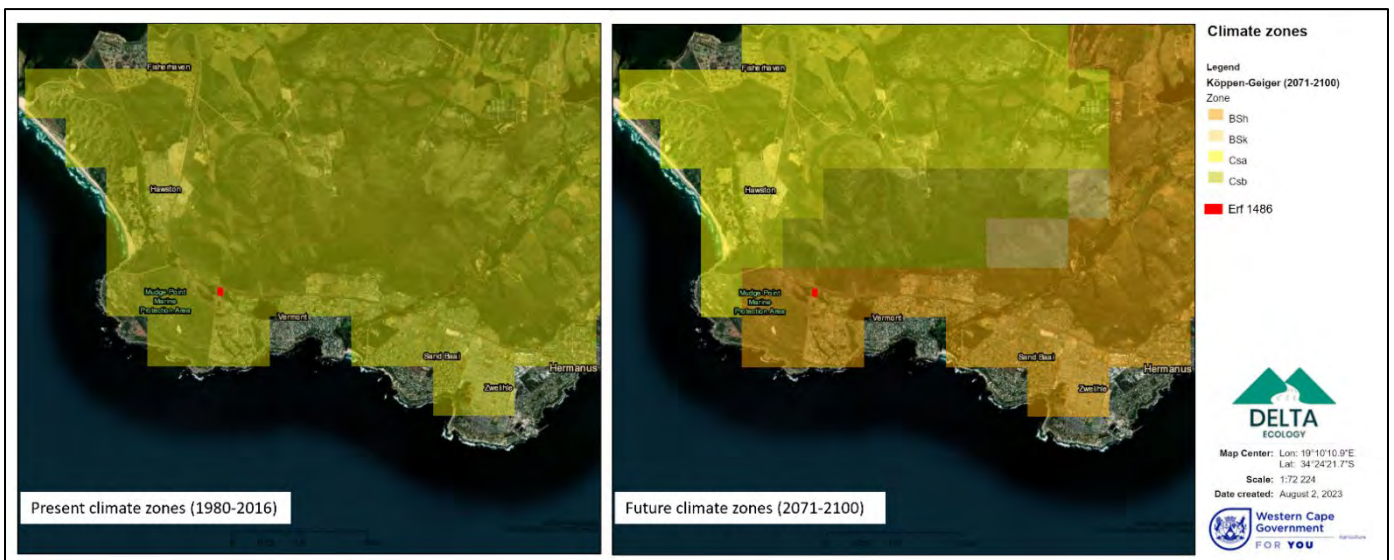 Fisherhaven
Hawston
Mudge Point
Marine
Protection Area
Vermont
Sand Baai
Hermanus
Zwelihle
Present climate zones (1980-2016)
Fisherhaven
Hawston
Mudge Point
Marine
Protection Area
Vermont
Sand Baai
Hermanus
Zwelihle
Future climate zones (2071-2100)
Climate zones
Legend
Köppen-Geiger (2071-2100)
Zone
BSh
BSk
Csa
Csb
Erf 1486
DELTA
ECOLOGY
Map Center: Lon: 19°10'10.9"E
Lat: 34°24'21.7"S
Scale: 1:72 224
Date created: August 2, 2023
Western Cape
Government
Agriculture
FOR YOU